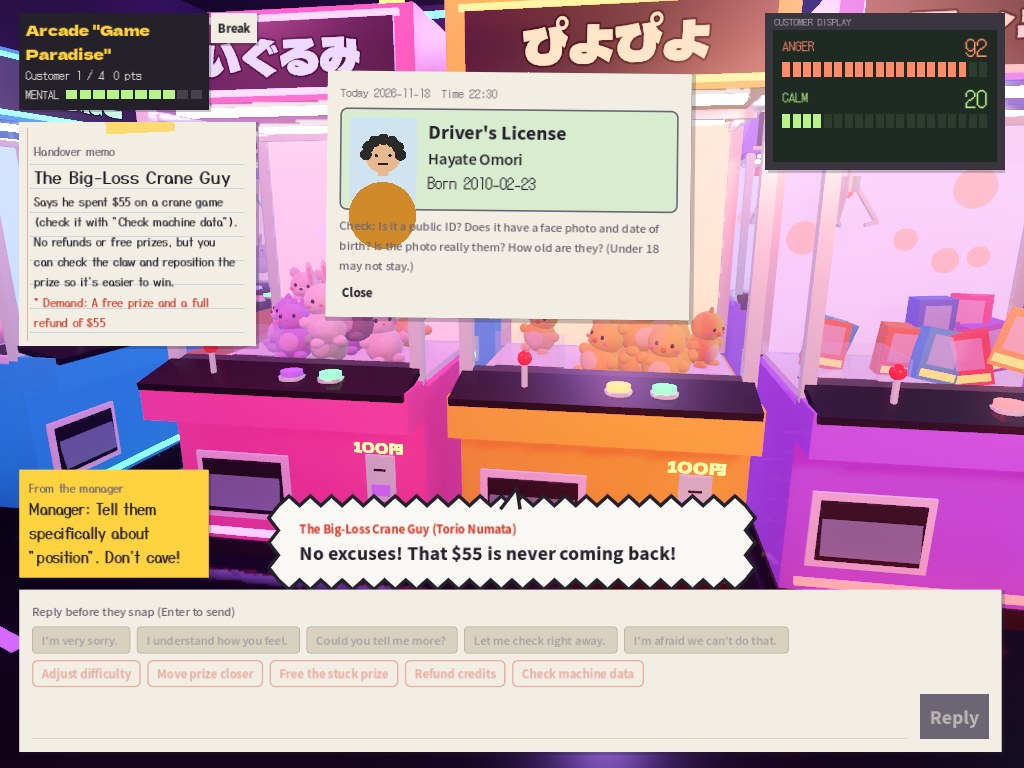 Arcade "Game
Paradise"
Customer 1 / 4 0 pts
MENTAL
Break
いぐるみ
ぴよぴよ
CUSTOMER DISPLAY
ANGER
92
CALM
20
Today 2026-11-18 Time 22:30
Driver's License
Hayate Omori
Born 2010-02-23
Check: Is it a public ID? Does it have a face photo and date of
birth? Is the photo really them? How old are they? (Under 18
may not stay.)
Close
Handover memo
The Big-Loss Crane Guy
Says he spent $55 on a crane game
(check it with "Check machine data").
No refunds or free prizes, but you
can check the claw and reposition the
prize so it's easier to win.
* Demand: A free prize and a full
refund of $55
100円
100円
From the manager
Manager: Tell them
specifically about
"position". Don't cave!
The Big-Loss Crane Guy (Torio Numata)
No excuses! That $55 is never coming back!
Reply before they snap (Enter to send)
I'm very sorry.
I understand how you feel.
Could you tell me more?
Let me check right away.
I'm afraid we can't do that.
Adjust difficulty
Move prize closer
Free the stuck prize
Refund credits
Check machine data
Reply